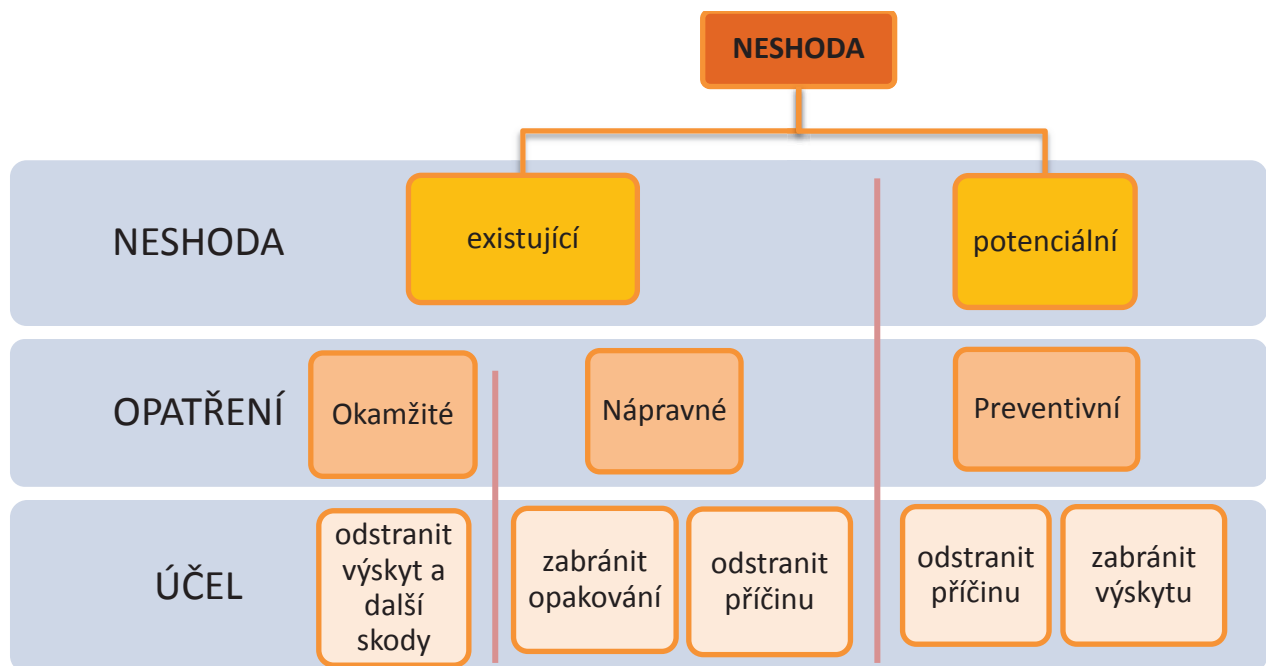 NESHODA
NESHODA
existující
potenciální
OPATŘENÍ
Okamžité
Nápravné
Preventivní
ÚČEL
odstranit
výskyt a
další
skody
zabránit
opakování
odstranit
příčinu
odstranit
příčinu
zabránit
výskytu